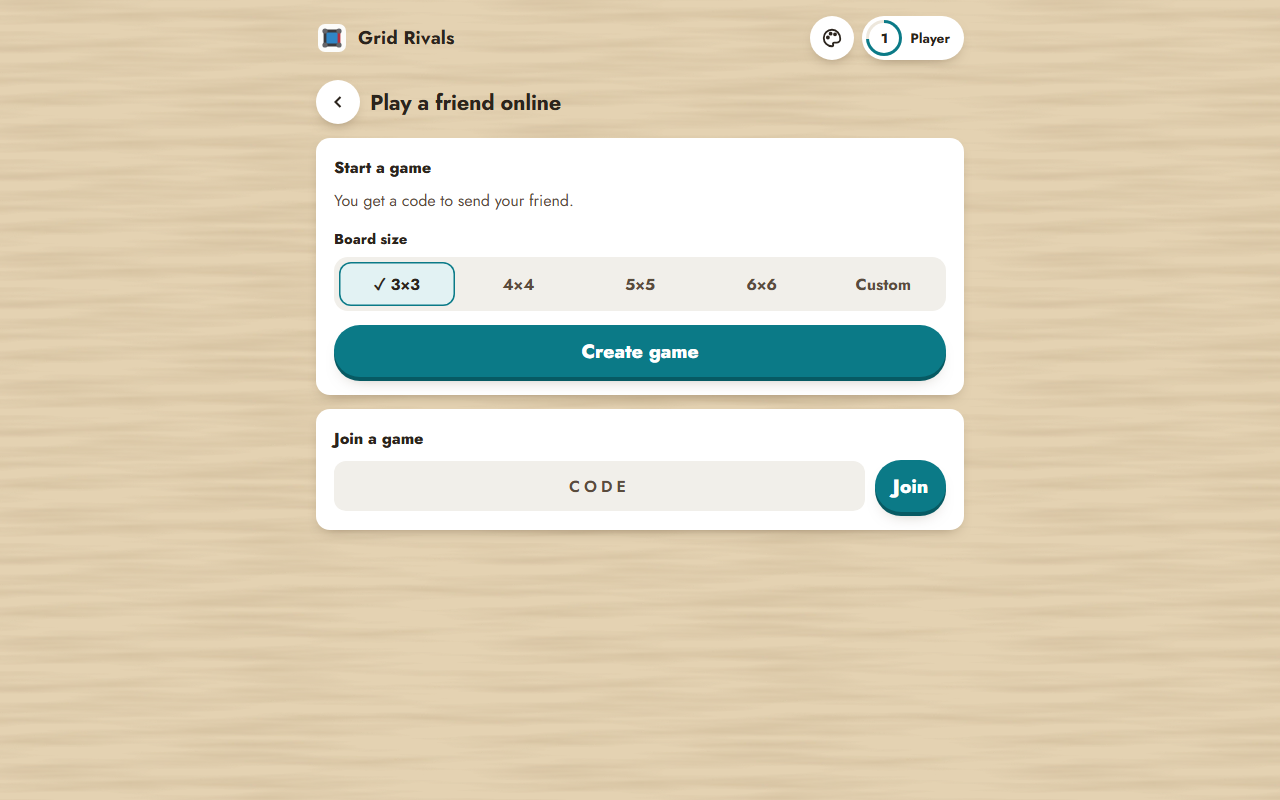 Grid Rivals
1 Player
Play a friend online
Start a game
You get a code to send your friend.
Board size
✓ 3×3 4×4 5×5 6×6 Custom
Create game
Join a game
CODE Join